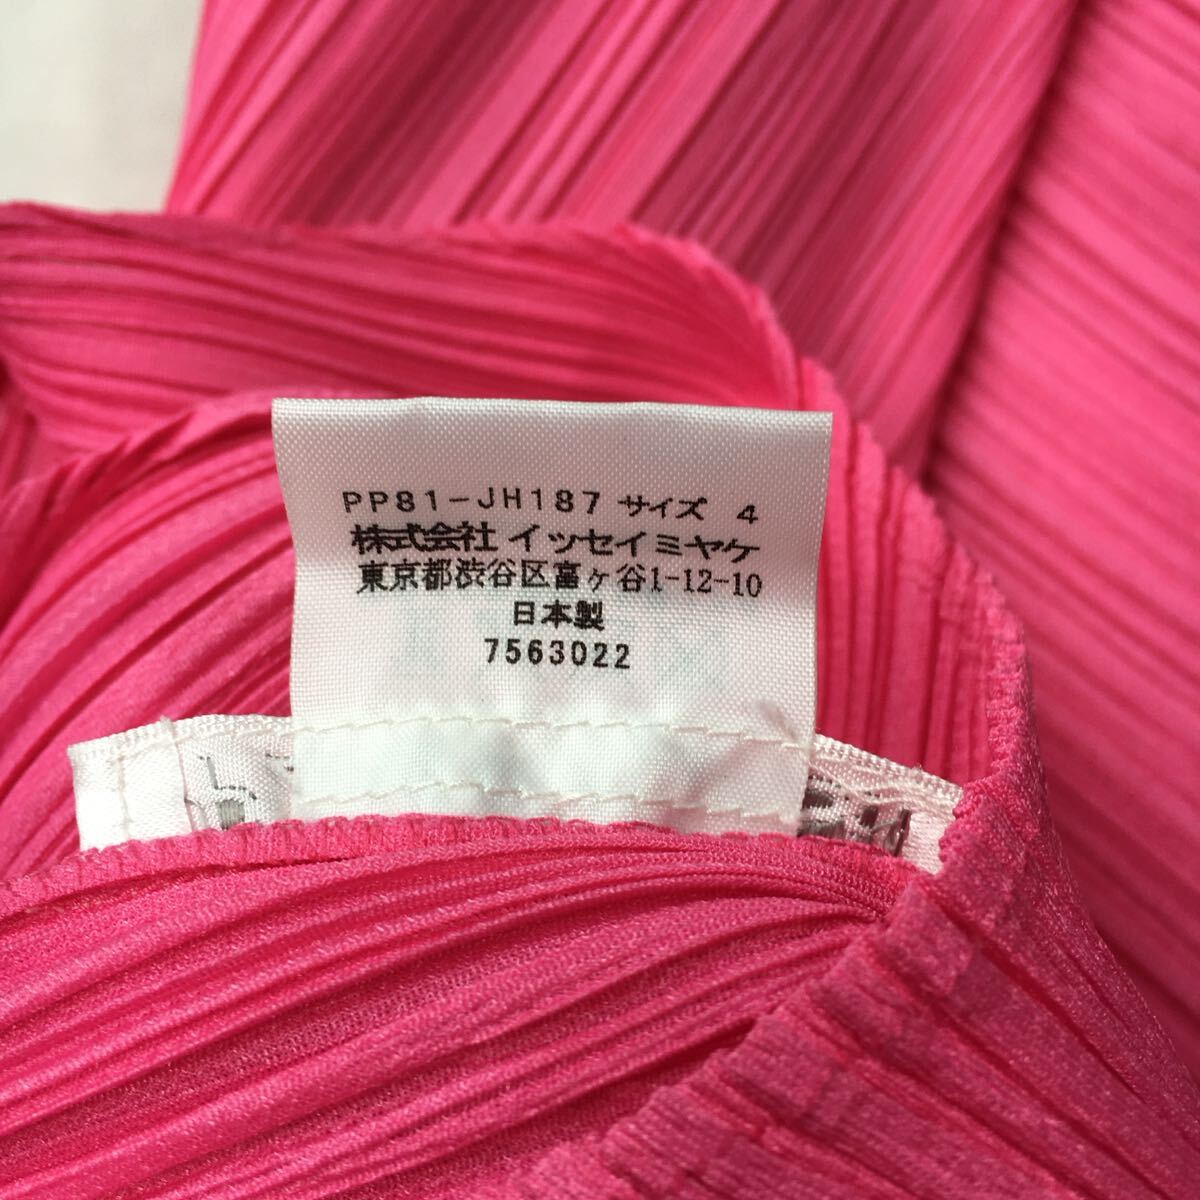 PP81-JH187 サイズ 4
株式会社 イッセイミヤケ
東京都渋谷区富ヶ谷1-12-10
日本製
7563022